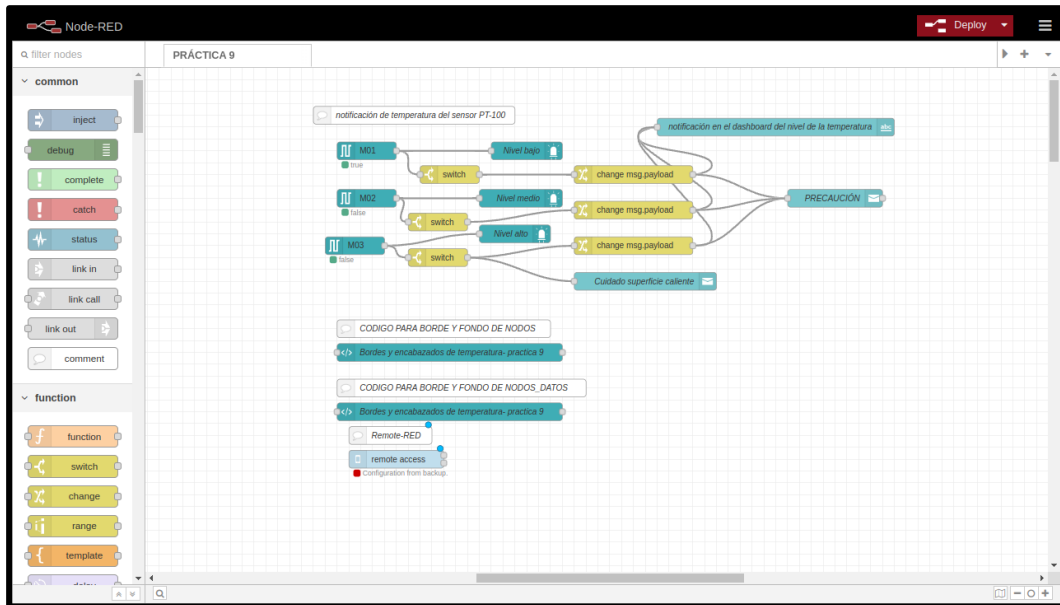 Node-RED
Deploy
filter nodes
PRÁCTICA 9
common
inject
debug
complete
catch
status
link in
link call
link out
comment
function
function
switch
change
range
template
delay
notificación de temperatura del sensor PT-100
notificación en el dashboard del nivel de la temperatura
abc
M01
true
Nivel bajo
switch
change msg.payload
M02
false
Nivel medio
PRECAUCIÓN
switch
change msg.payload
Nivel alto
M03
false
switch
change msg.payload
Cuidado superficie caliente
CODIGO PARA BORDE Y FONDO DE NODOS
Bordes y encabezados de temperatura- practica 9
CODIGO PARA BORDE Y FONDO DE NODOS_DATOS
Bordes y encabezados de temperatura- practica 9
Remote-RED
remote access
Configuration from backup.